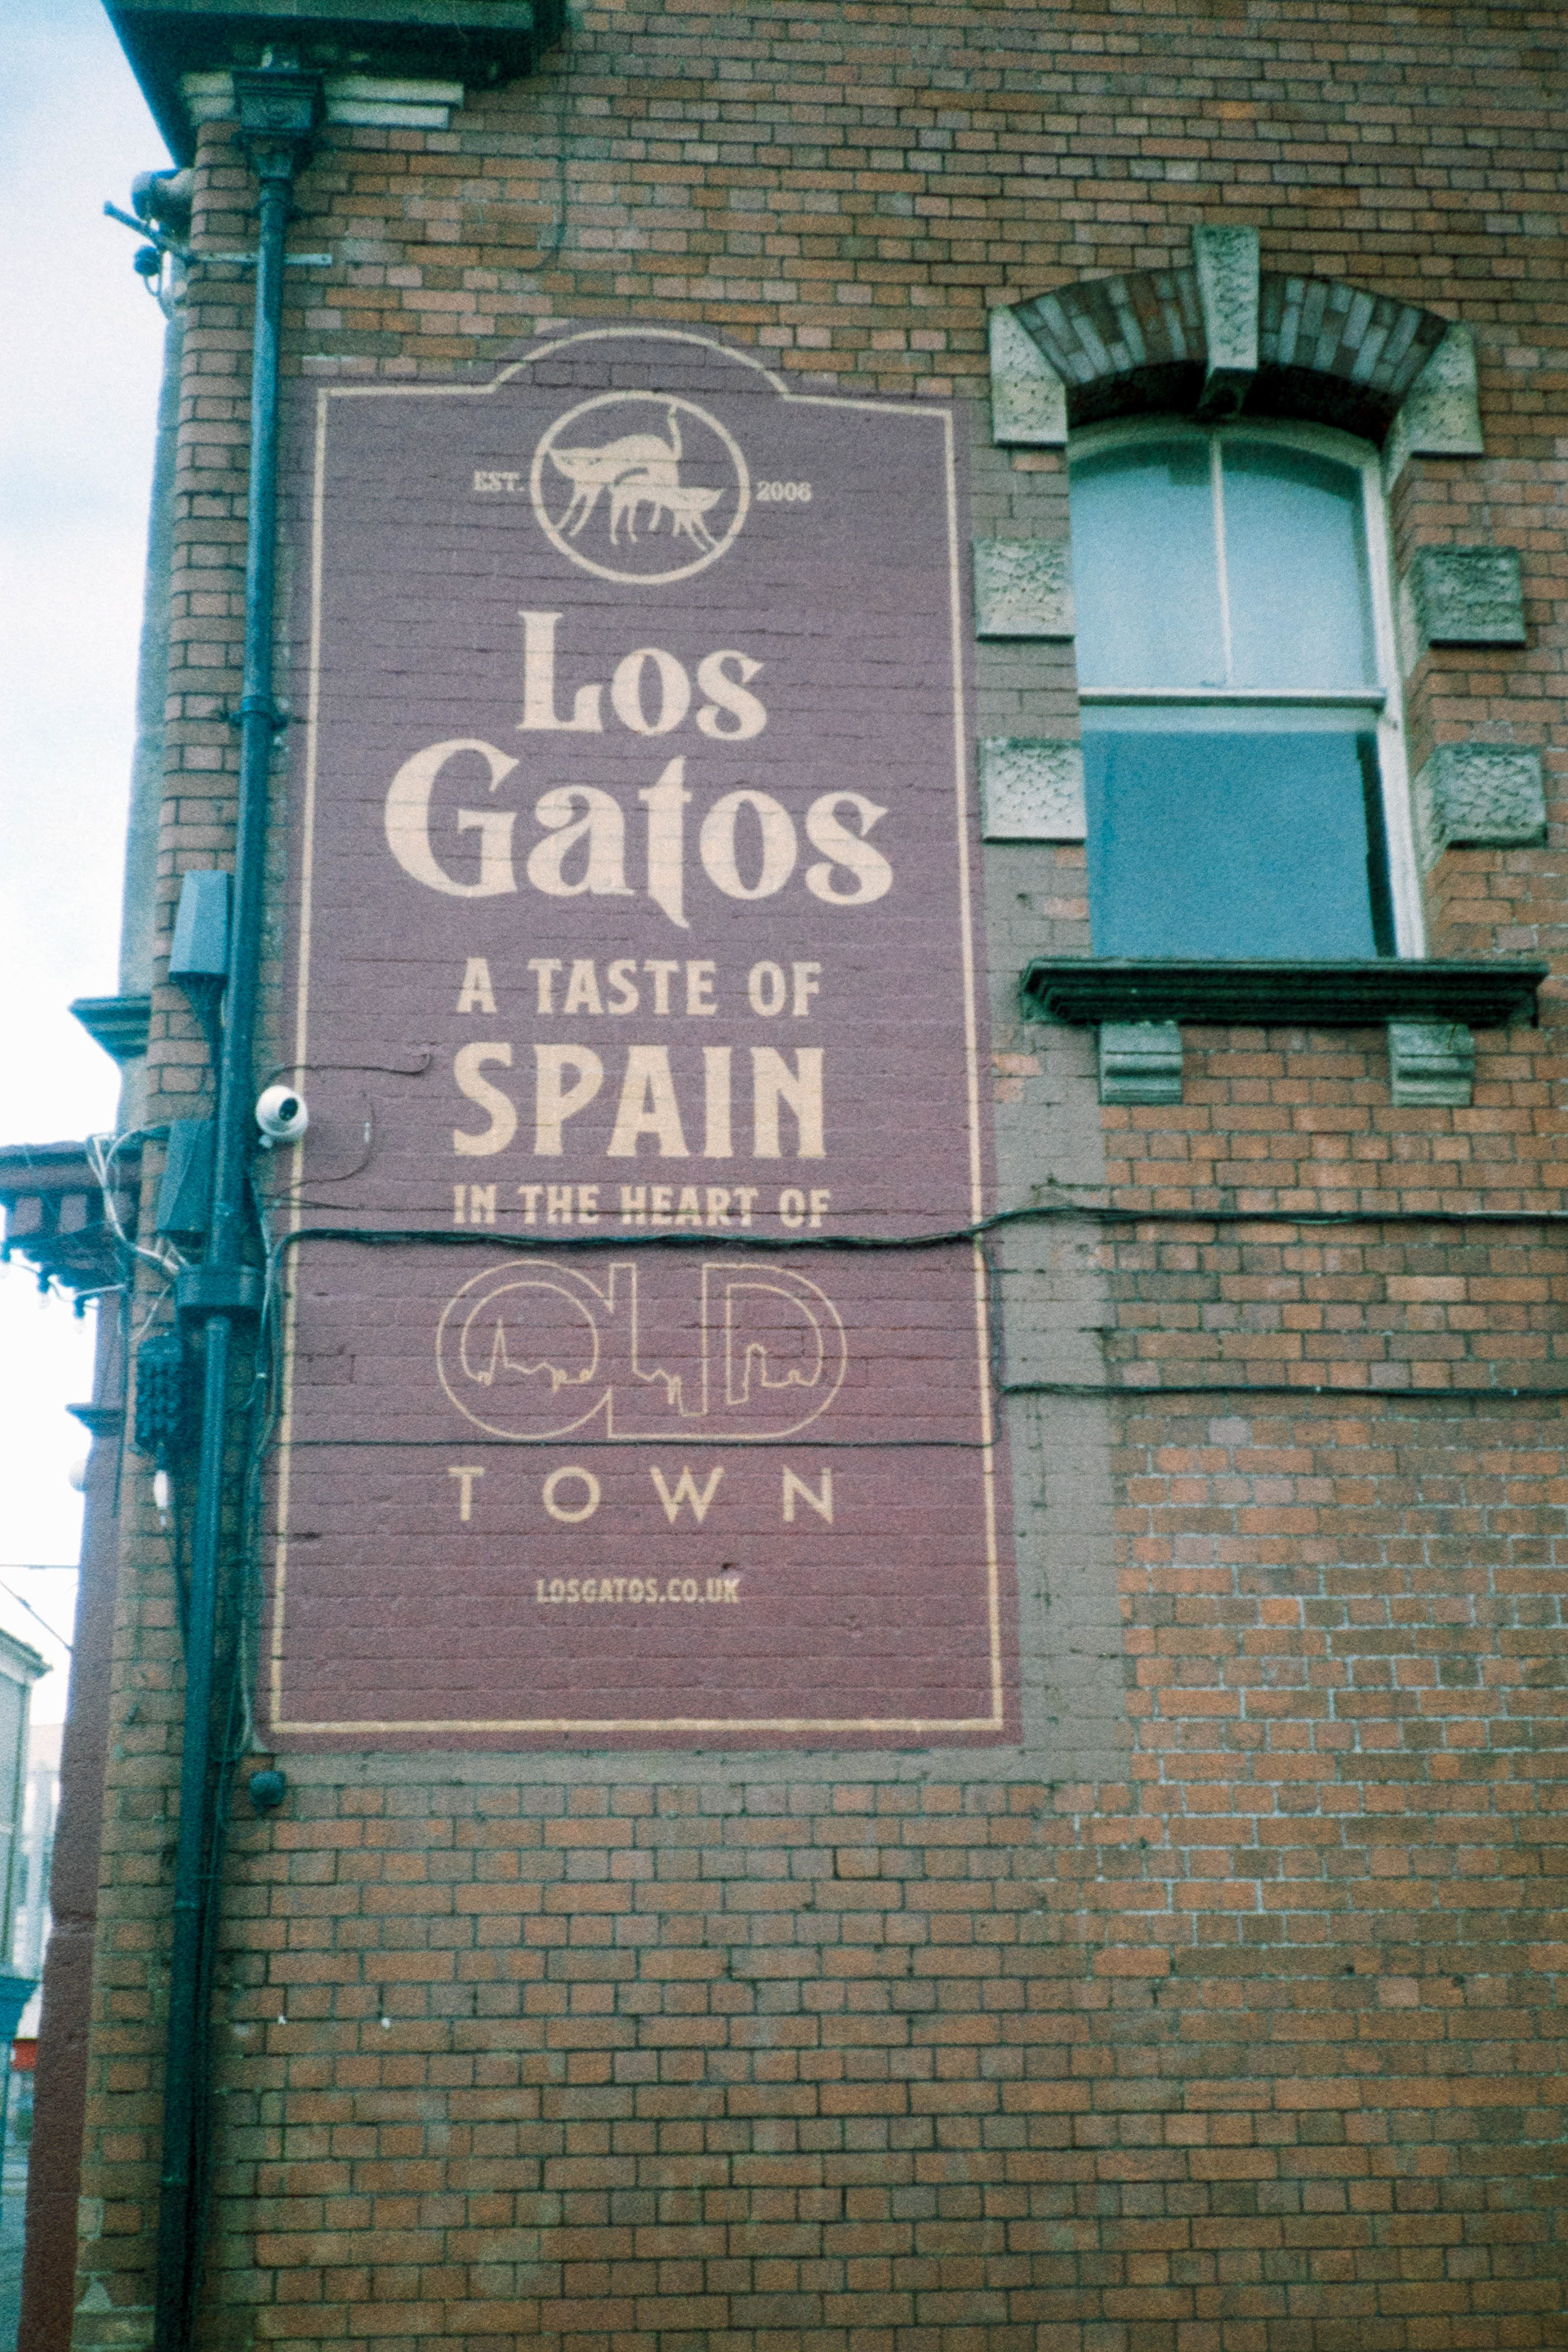 EST. 2006
Los
Gatos
A TASTE OF
SPAIN
IN THE HEART OF
OLD
TOWN
LOSGATOS.CO.UK